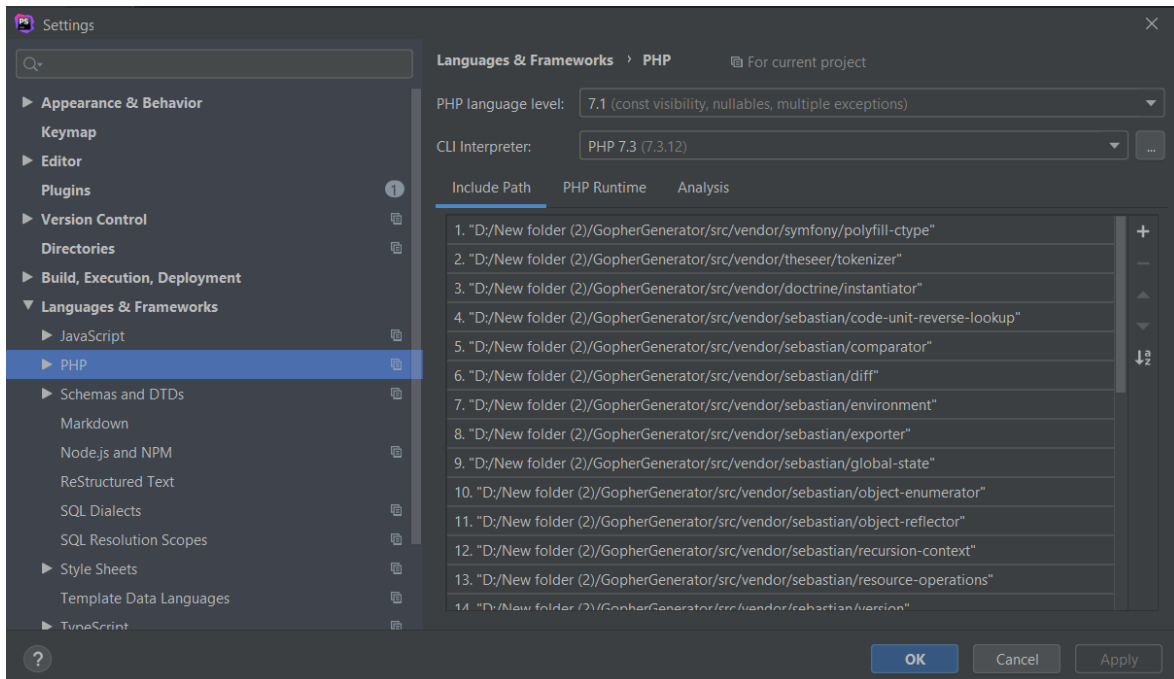 PS
Settings
Appearance & Behavior
Keymap
Editor
Plugins
1
Version Control
Directories
Build, Execution, Deployment
Languages & Frameworks
JavaScript
PHP
Schemas and DTDs
Markdown
Node.js and NPM
ReStructured Text
SQL Dialects
SQL Resolution Scopes
Style Sheets
Template Data Languages
TypeScript
Languages & Frameworks › PHP
For current project
PHP language level: 7.1 (const visibility, nullables, multiple exceptions)
CLI Interpreter: PHP 7.3 (7.3.12) ...
Include Path PHP Runtime Analysis
1. "D:/New folder (2)/GopherGenerator/src/vendor/symfony/polyfill-ctype"
2. "D:/New folder (2)/GopherGenerator/src/vendor/theseer/tokenizer"
3. "D:/New folder (2)/GopherGenerator/src/vendor/doctrine/instantiator"
4. "D:/New folder (2)/GopherGenerator/src/vendor/sebastian/code-unit-reverse-lookup"
5. "D:/New folder (2)/GopherGenerator/src/vendor/sebastian/comparator"
6. "D:/New folder (2)/GopherGenerator/src/vendor/sebastian/diff"
7. "D:/New folder (2)/GopherGenerator/src/vendor/sebastian/environment"
8. "D:/New folder (2)/GopherGenerator/src/vendor/sebastian/exporter"
9. "D:/New folder (2)/GopherGenerator/src/vendor/sebastian/global-state"
10. "D:/New folder (2)/GopherGenerator/src/vendor/sebastian/object-enumerator"
11. "D:/New folder (2)/GopherGenerator/src/vendor/sebastian/object-reflector"
12. "D:/New folder (2)/GopherGenerator/src/vendor/sebastian/recursion-context"
13. "D:/New folder (2)/GopherGenerator/src/vendor/sebastian/resource-operations"
14. "D:/New folder (2)/GopherGenerator/src/vendor/sebastian/version"
? OK Cancel Apply